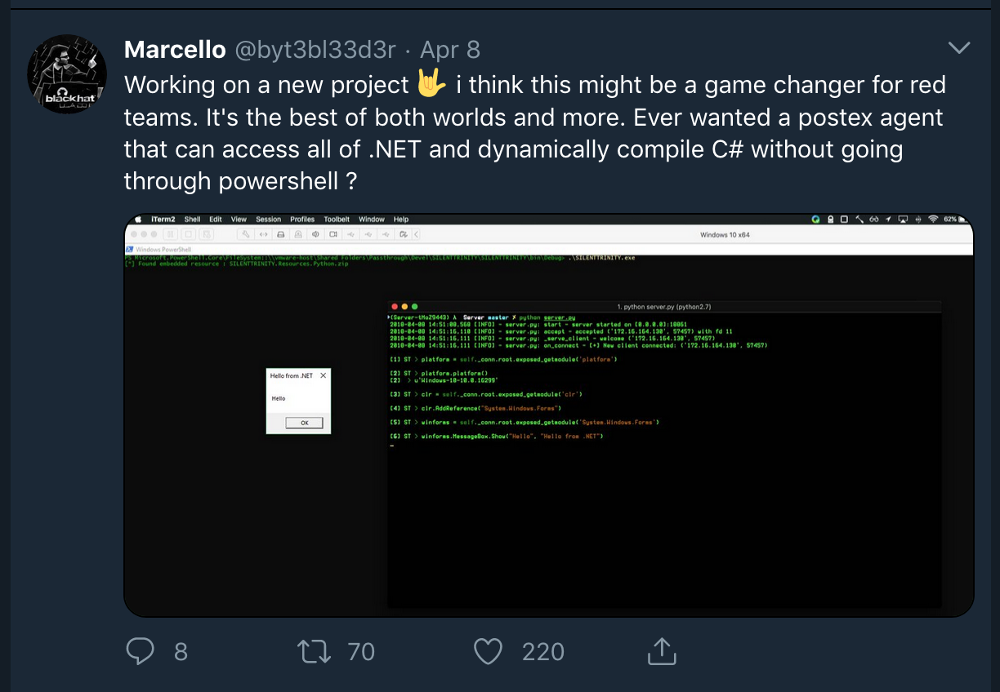 Marcello @byt3bl33d3r · Apr 8
Working on a new project 🤟 i think this might be a game changer for red
teams. It's the best of both worlds and more. Ever wanted a postex agent
that can access all of .NET and dynamically compile C# without going
through powershell ?
blackhat
iTerm2 Shell Edit View Session Profiles Toolbelt Window Help 62%
Windows 10 x64
Windows PowerShell
PS Microsoft.PowerShell.Core\FileSystem::\\vmware-host\Shared Folders\Passthrough\Devel\SILENTTRINITY\SILENTTRINITY\bin\Debug> .\SILENTTRINITY.exe
[*] Found embedded resource : SILENTTRINITY.Resources.Python.zip
1. python server.py (python2.7)
(Server-tMo29443) λ Server master ✗ python server.py
2018-04-08 14:51:08,560 [INFO] - server.py: start - server started on [0.0.0.0]:18861
2018-04-08 14:51:16,110 [INFO] - server.py: accept - accepted ('172.16.164.130', 57457) with fd 11
2018-04-08 14:51:16,111 [INFO] - server.py: _serve_client - welcome ('172.16.164.130', 57457)
2018-04-08 14:51:16,111 [INFO] - server.py: on_connect - [+] New client connected: ('172.16.164.130', 57457)
[1] ST > platform = self._conn.root.exposed_getmodule('platform')
[2] ST > platform.platform()
[2] > u'Windows-10-10.0.16299'
[3] ST > clr = self._conn.root.exposed_getmodule('clr')
[4] ST > clr.AddReference("System.Windows.Forms")
[5] ST > winforms = self._conn.root.exposed_getmodule('System.Windows.Forms')
[6] ST > winforms.MessageBox.Show("Hello", "Hello from .NET")
Hello from .NET
Hello
OK
8 70 220